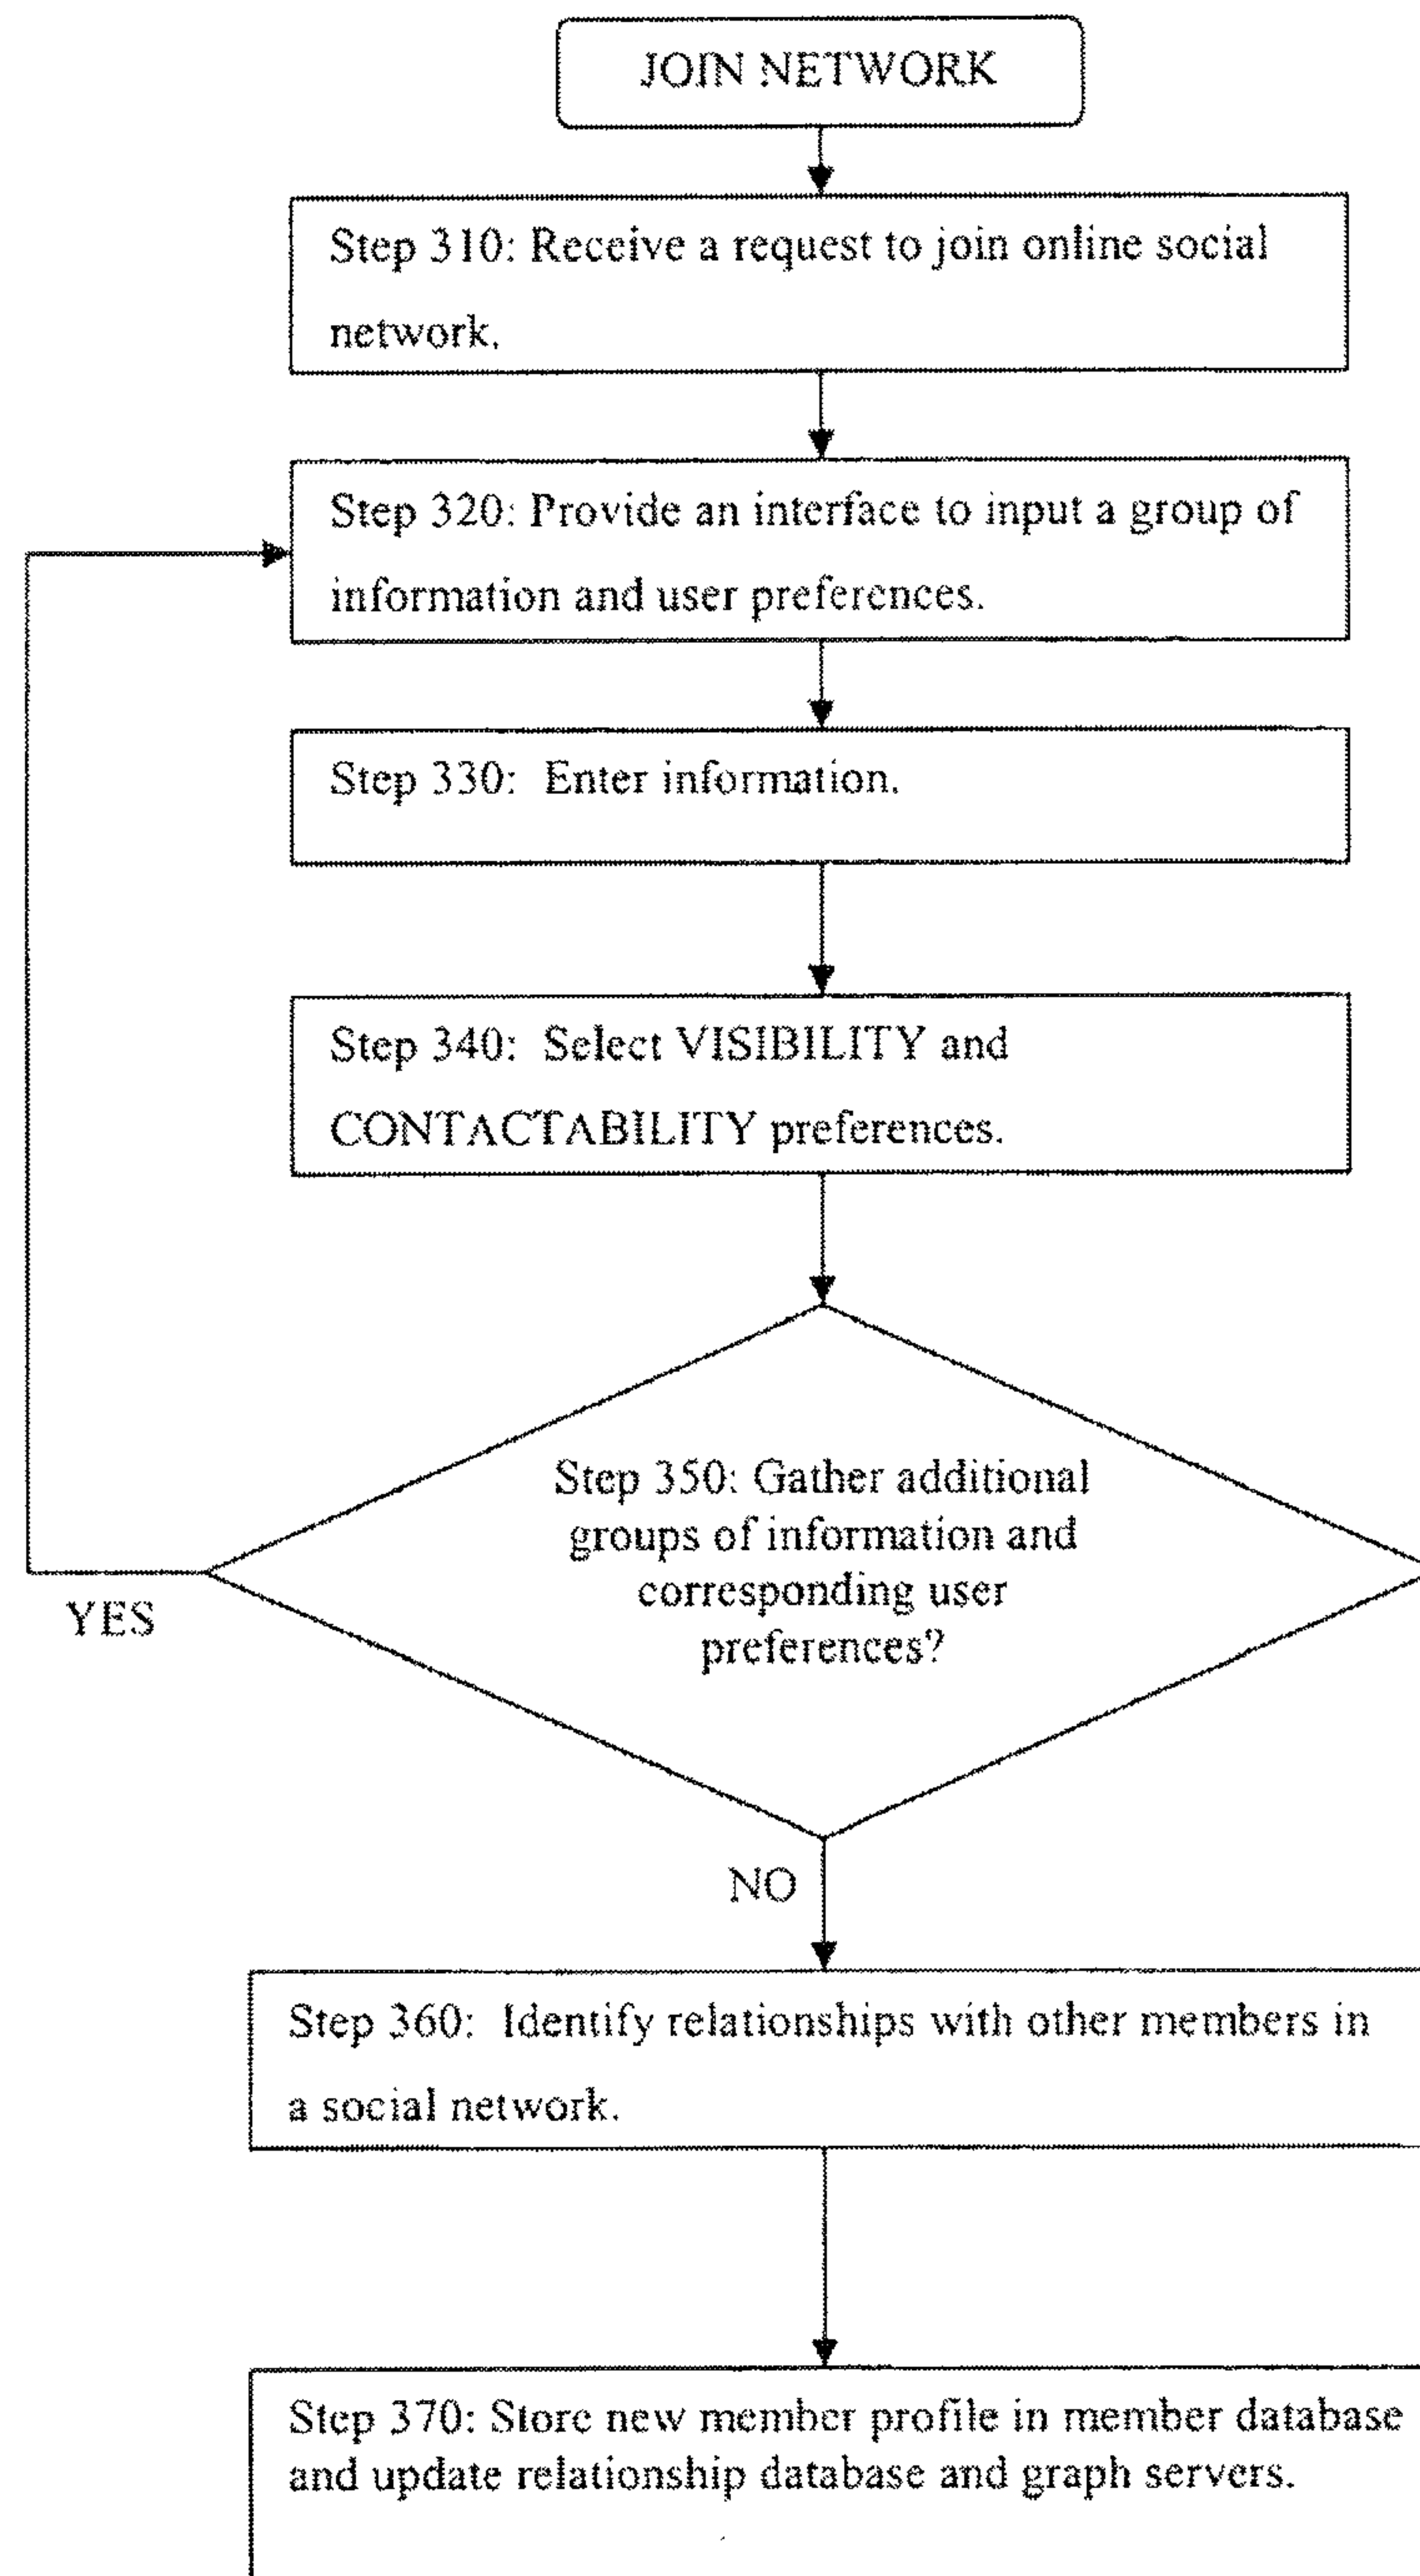 JOIN NETWORK
Step 310: Receive a request to join online social
network.
Step 320: Provide an interface to input a group of
information and user preferences.
Step 330: Enter information.
Step 340: Select VISIBILITY and
CONTACTABILITY preferences.
Step 350: Gather additional
groups of information and
corresponding user
preferences?
YES
NO
Step 360: Identify relationships with other members in
a social network.
Step 370: Store new member profile in member database
and update relationship database and graph servers.